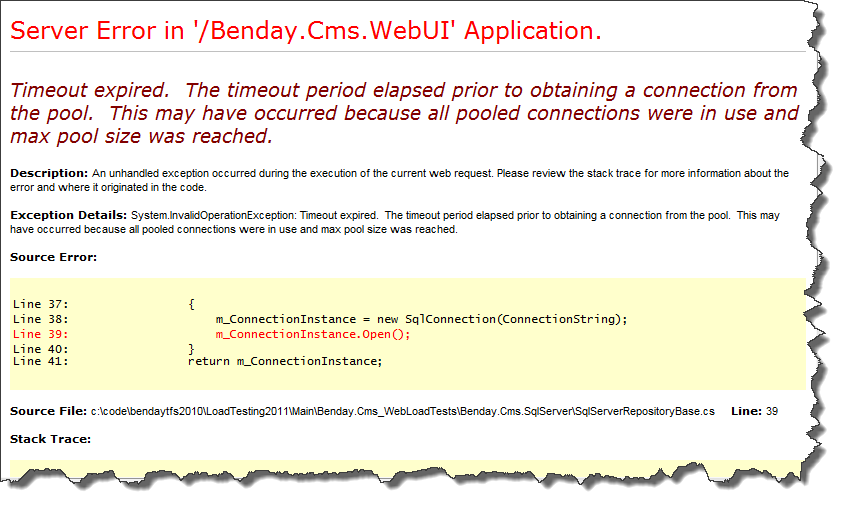 Server Error in '/Benday.Cms.WebUI' Application.
Timeout expired.  The timeout period elapsed prior to obtaining a connection from
the pool.  This may have occurred because all pooled connections were in use and
max pool size was reached.
Description: An unhandled exception occurred during the execution of the current web request. Please review the stack trace for more information about the
error and where it originated in the code.
Exception Details: System.InvalidOperationException: Timeout expired.  The timeout period elapsed prior to obtaining a connection from the pool.  This may
have occurred because all pooled connections were in use and max pool size was reached.
Source Error:
Line 37:                 {
Line 38:                     m_ConnectionInstance = new SqlConnection(ConnectionString);
Line 39:                     m_ConnectionInstance.Open();
Line 40:                 }
Line 41:                 return m_ConnectionInstance;
Source File: c:\code\bendaytfs2010\LoadTesting2011\Main\Benday.Cms_WebLoadTests\Benday.Cms.SqlServer\SqlServerRepositoryBase.cs    Line: 39
Stack Trace: